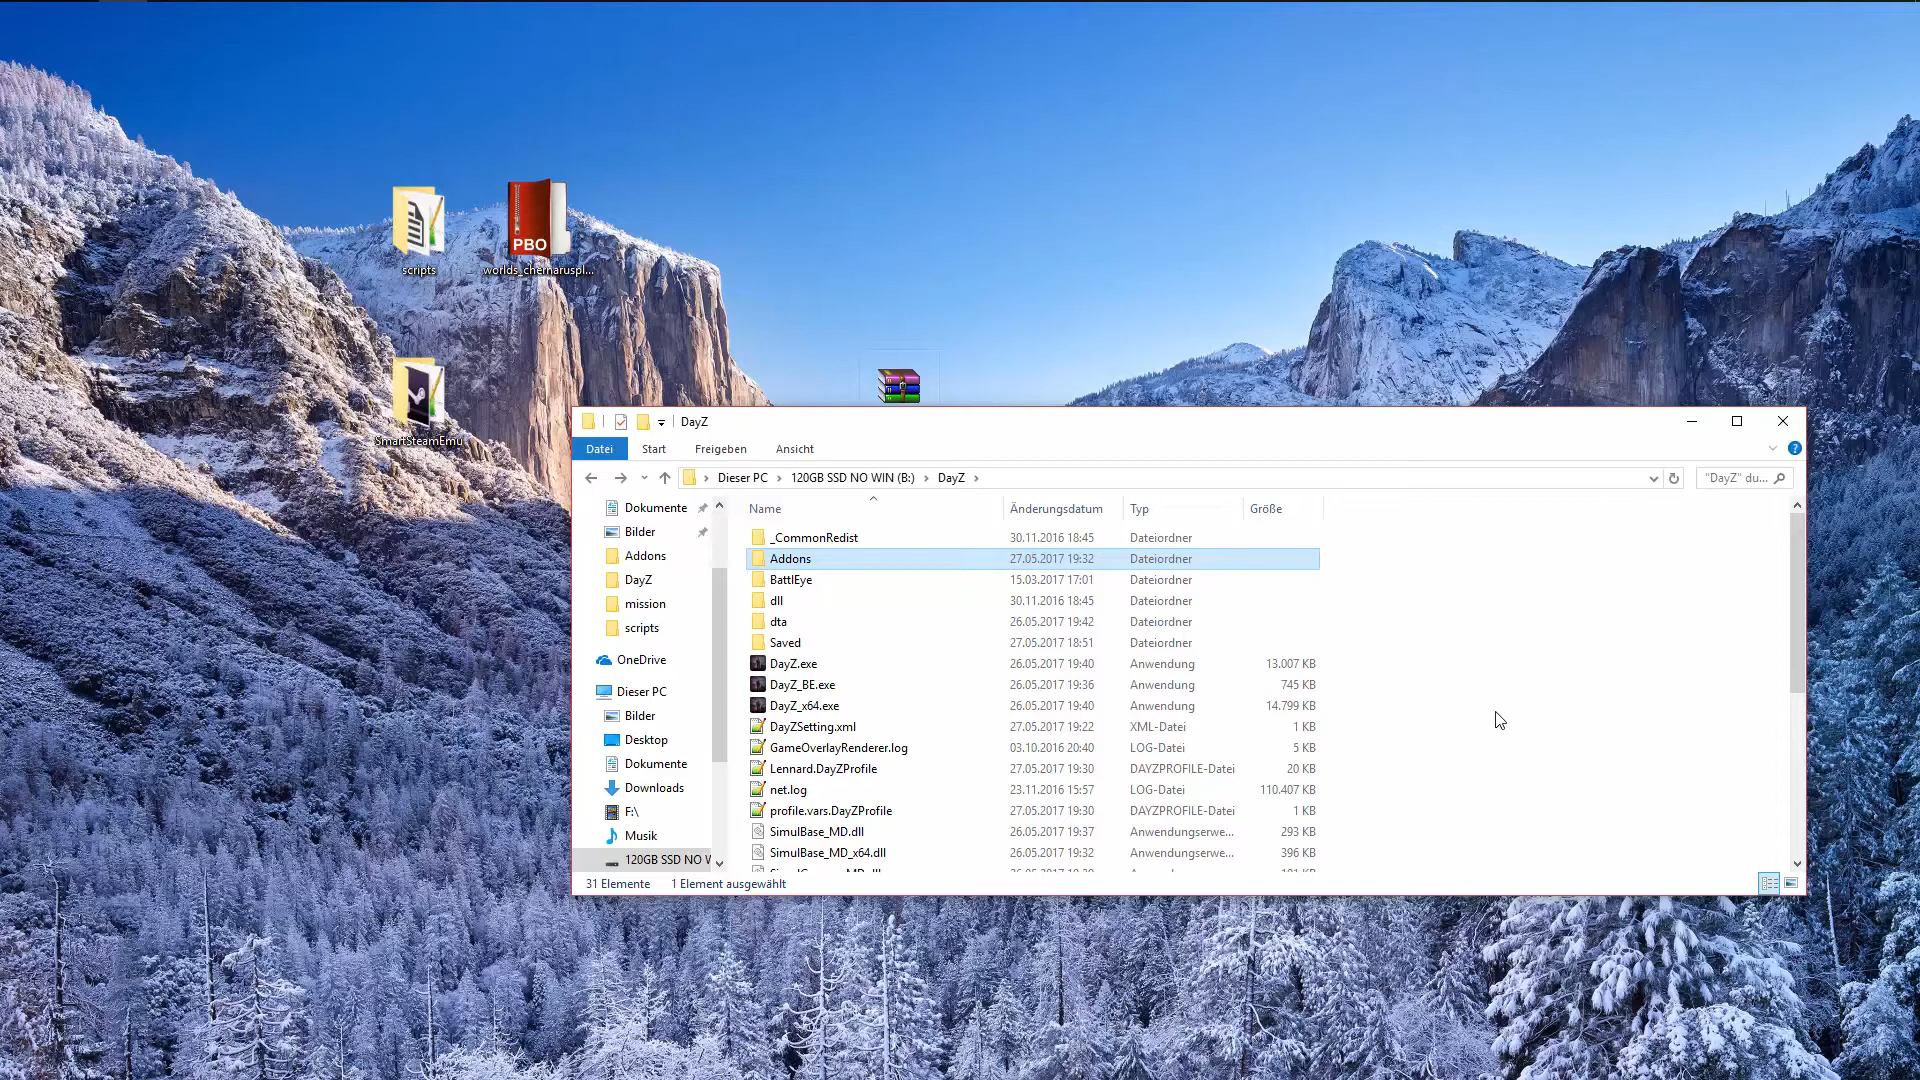 PBO
scripts
worlds_chernaruspl...
SmartSteamEmu
DayZ
Datei
Start
Freigeben
Ansicht
Dieser PC
120GB SSD NO WIN (B:)
DayZ
"DayZ" du...
Dokumente
Bilder
Addons
DayZ
mission
scripts
OneDrive
Dieser PC
Bilder
Desktop
Dokumente
Downloads
F:\
Musik
120GB SSD NO W
Name Änderungsdatum Typ Größe
_CommonRedist 30.11.2016 18:45 Dateiordner
Addons 27.05.2017 19:32 Dateiordner
BattlEye 15.03.2017 17:01 Dateiordner
dll 30.11.2016 18:45 Dateiordner
dta 26.05.2017 19:42 Dateiordner
Saved 27.05.2017 18:51 Dateiordner
DayZ.exe 26.05.2017 19:40 Anwendung 13.007 KB
DayZ_BE.exe 26.05.2017 19:36 Anwendung 745 KB
DayZ_x64.exe 26.05.2017 19:40 Anwendung 14.799 KB
DayZSetting.xml 27.05.2017 19:22 XML-Datei 1 KB
GameOverlayRenderer.log 03.10.2016 20:40 LOG-Datei 5 KB
Lennard.DayZProfile 27.05.2017 19:30 DAYZPROFILE-Datei 20 KB
net.log 23.11.2016 15:57 LOG-Datei 110.407 KB
profile.vars.DayZProfile 27.05.2017 19:30 DAYZPROFILE-Datei 1 KB
SimulBase_MD.dll 26.05.2017 19:37 Anwendungserwe... 293 KB
SimulBase_MD_x64.dll 26.05.2017 19:32 Anwendungserwe... 396 KB
31 Elemente
1 Element ausgewählt